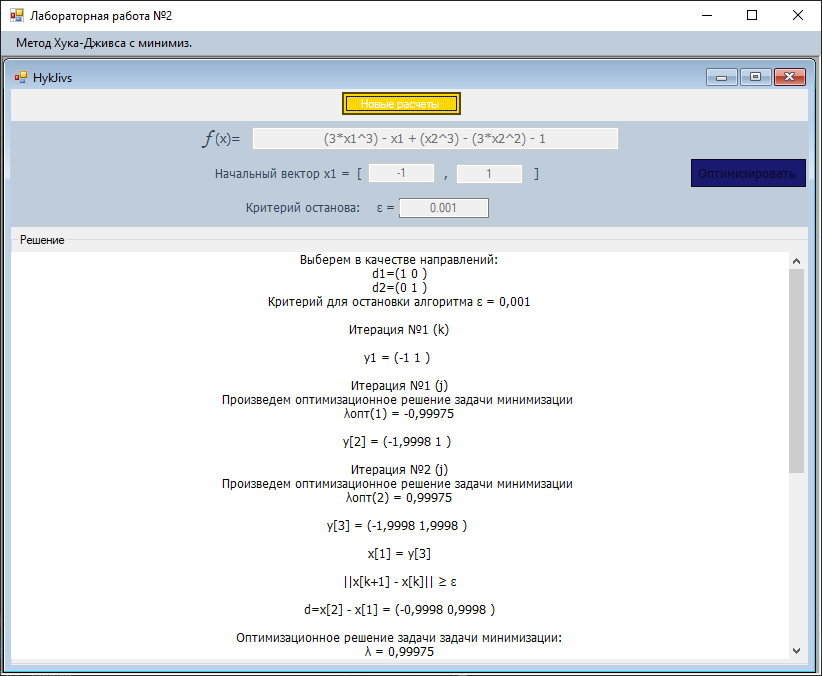 Лабораторная работа №2
Метод Хука-Дживса с минимиз.
HykJivs
Новые расчеты
f(x)= (3*x1^3) - x1 + (x2^3) - (3*x2^2) - 1
Начальный вектор x1 = [ -1 , 1 ]
Оптимизировать
Критерий останова: ε = 0.001
Решение
Выберем в качестве направлений:
d1=(1 0 )
d2=(0 1 )
Критерий для остановки алгоритма ε = 0,001
Итерация №1 (k)
y1 = (-1 1 )
Итерация №1 (j)
Произведем оптимизационное решение задачи минимизации
λопт(1) = -0,99975
y[2] = (-1,9998 1 )
Итерация №2 (j)
Произведем оптимизационное решение задачи минимизации
λопт(2) = 0,99975
y[3] = (-1,9998 1,9998 )
x[1] = y[3]
||x[k+1] - x[k]|| ≥ ε
d=x[2] - x[1] = (-0,9998 0,9998 )
Оптимизационное решение задачи задачи минимизации:
λ = 0,99975